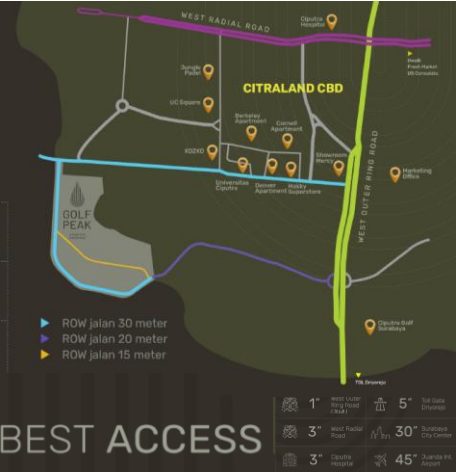 WEST RADIAL ROAD
Ciputra
Hospital
Jungle
Padel
Fresh Market
CITRALAND CBD
UC Square
Berkeley
Apartment
Cornell
Apartment
KOZKO
Showroom
Mercy
Universitas
Ciputra
Denver
Apartment
Ranky
Superstore
WEST OUTER RING ROAD
Marketing
Office
GOLF
PEAK
Ciputra Golf
Surabaya
ROW jalan 30 meter
ROW jalan 20 meter
ROW jalan 15 meter
TOL Driyorejo
BEST ACCESS
1" West Outer
Ring Road
5" Toll Gate
Driyorejo
3" West Radial
Road
30" Surabaya
City Center
3" Ciputra
Hospital
45" Juanda Int.
Airport